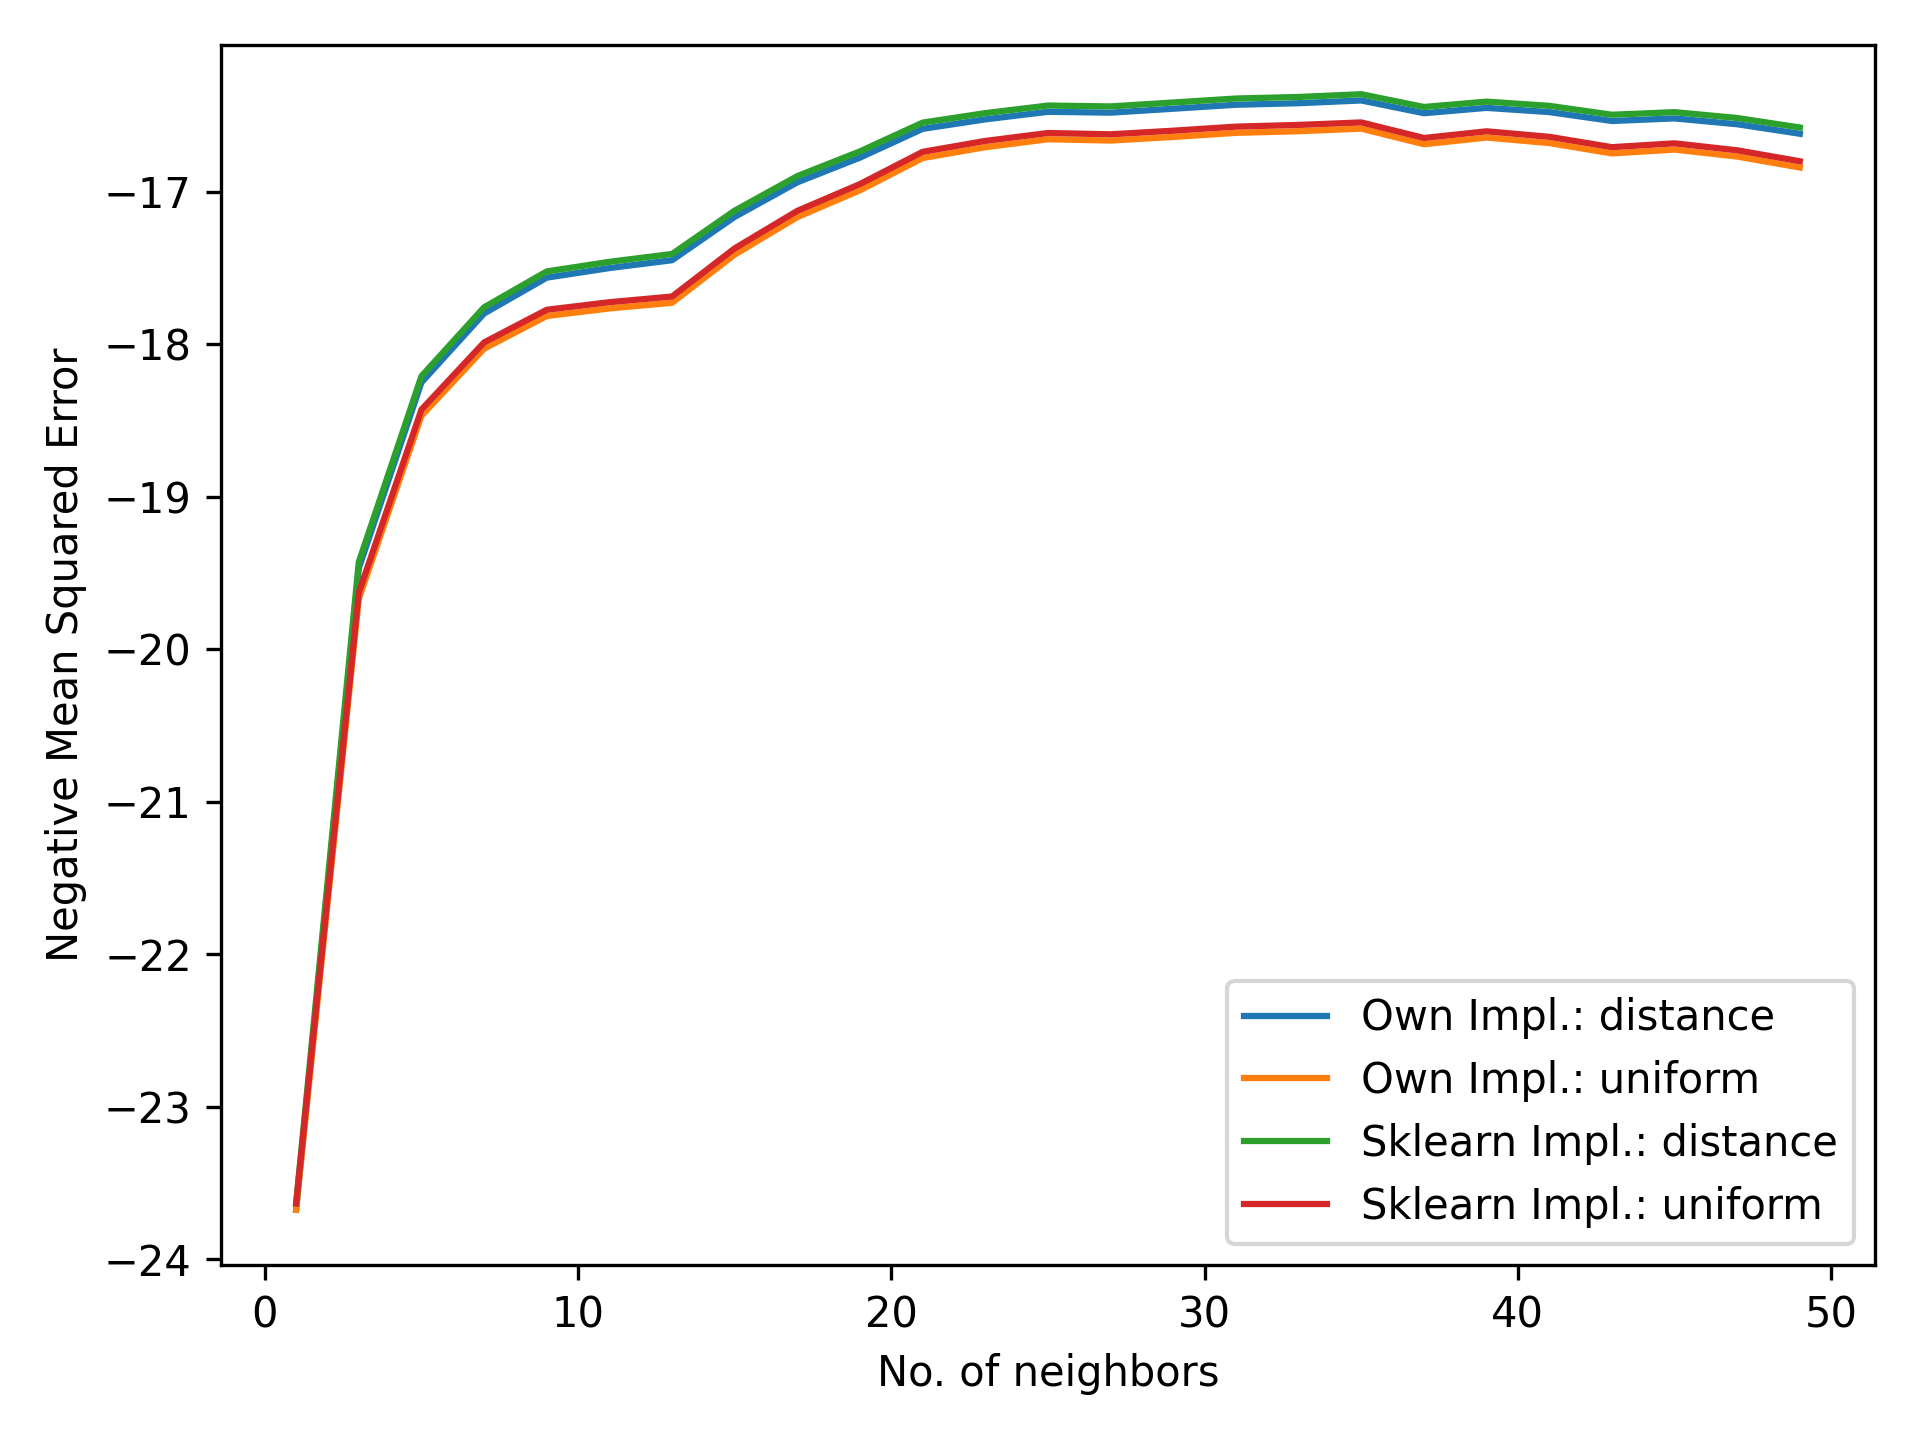 Negative Mean Squared Error
−17
−18
−19
−20
−21
−22
−23
−24
Own Impl.: distance
Own Impl.: uniform
Sklearn Impl.: distance
Sklearn Impl.: uniform
0 10 20 30 40 50
No. of neighbors